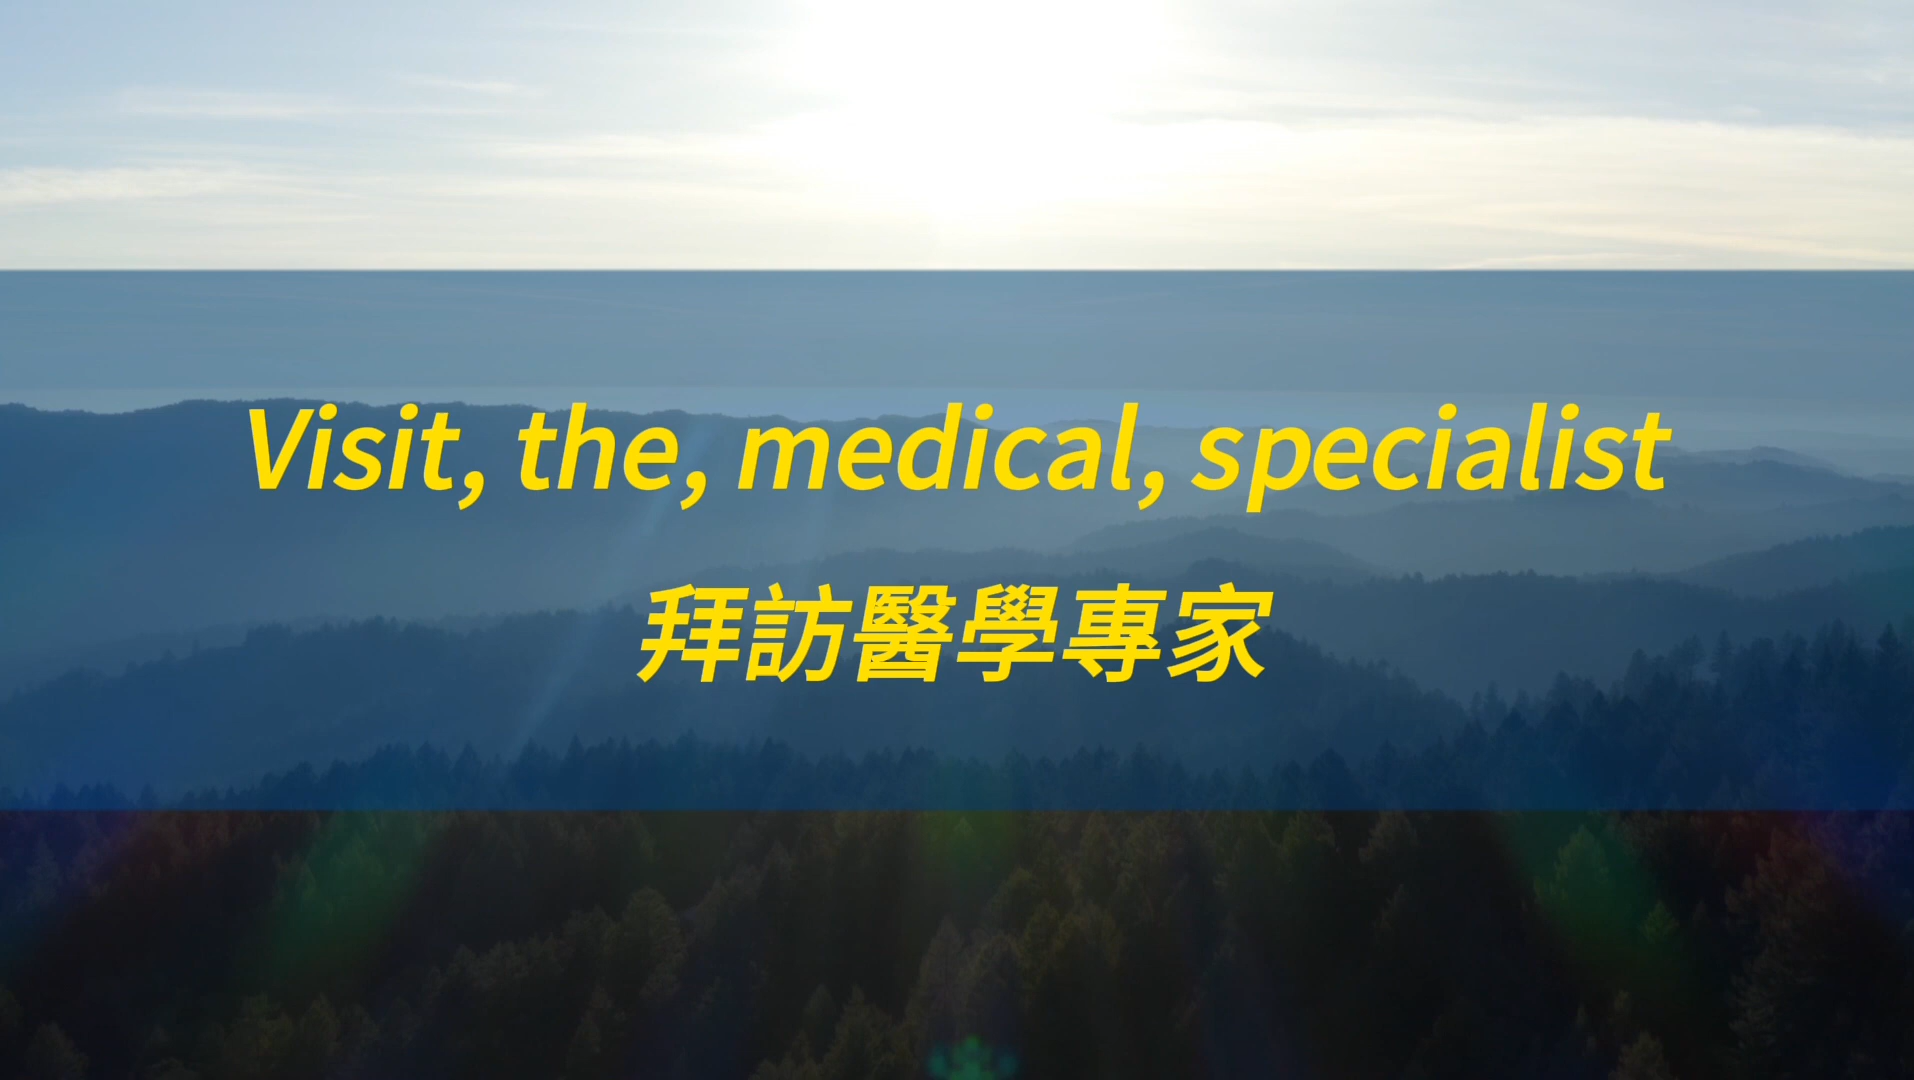 Visit, the, medical, specialist
拜訪醫學專家